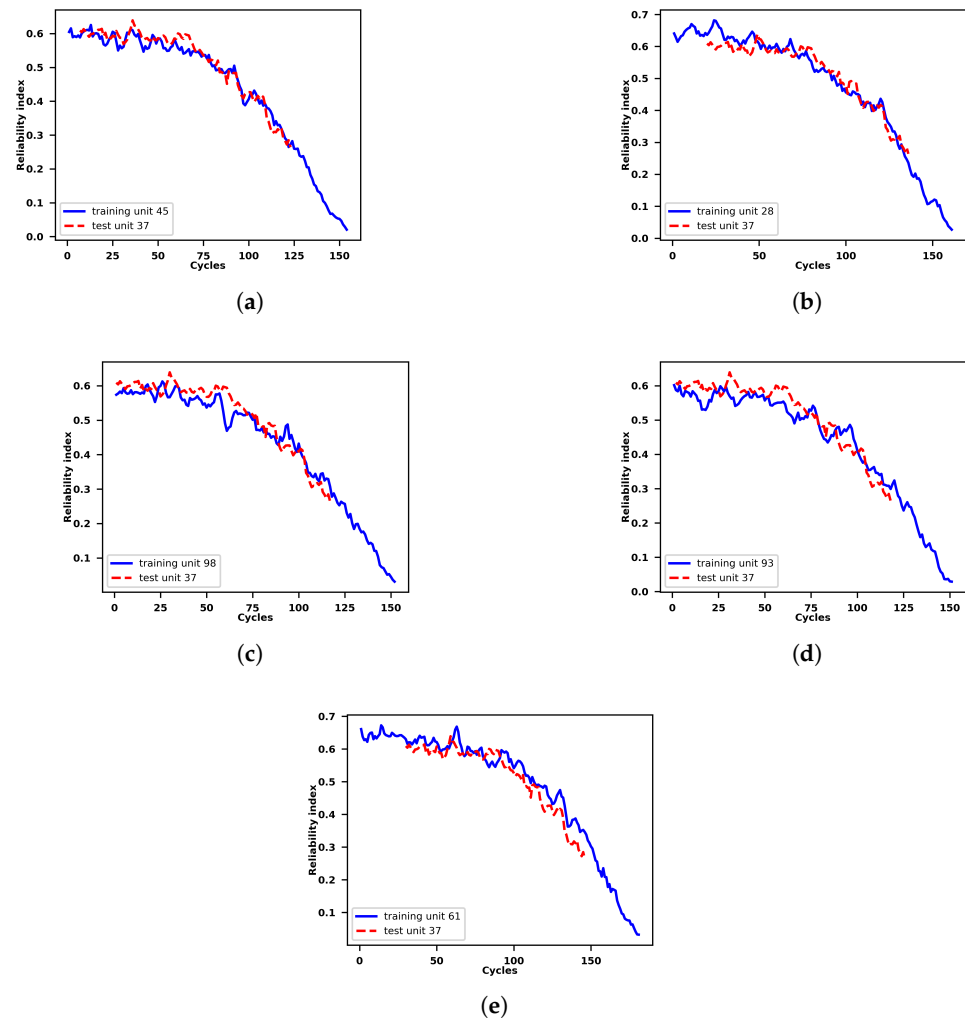 0.6
0.5
0.4
0.3
0.2
0.1
0.0
Reliability index
training unit 45
test unit 37
0 25 50 75 100 125 150
Cycles
(a)
0.7
0.6
0.5
0.4
0.3
0.2
0.1
0.0
Reliability index
training unit 28
test unit 37
0 50 100 150
Cycles
(b)
0.6
0.5
0.4
0.3
0.2
0.1
Reliability index
training unit 98
test unit 37
0 25 50 75 100 125 150
Cycles
(c)
0.6
0.5
0.4
0.3
0.2
0.1
0.0
Reliability index
training unit 93
test unit 37
0 25 50 75 100 125 150
Cycles
(d)
0.7
0.6
0.5
0.4
0.3
0.2
0.1
Reliability index
training unit 61
test unit 37
0 50 100 150
Cycles
(e)